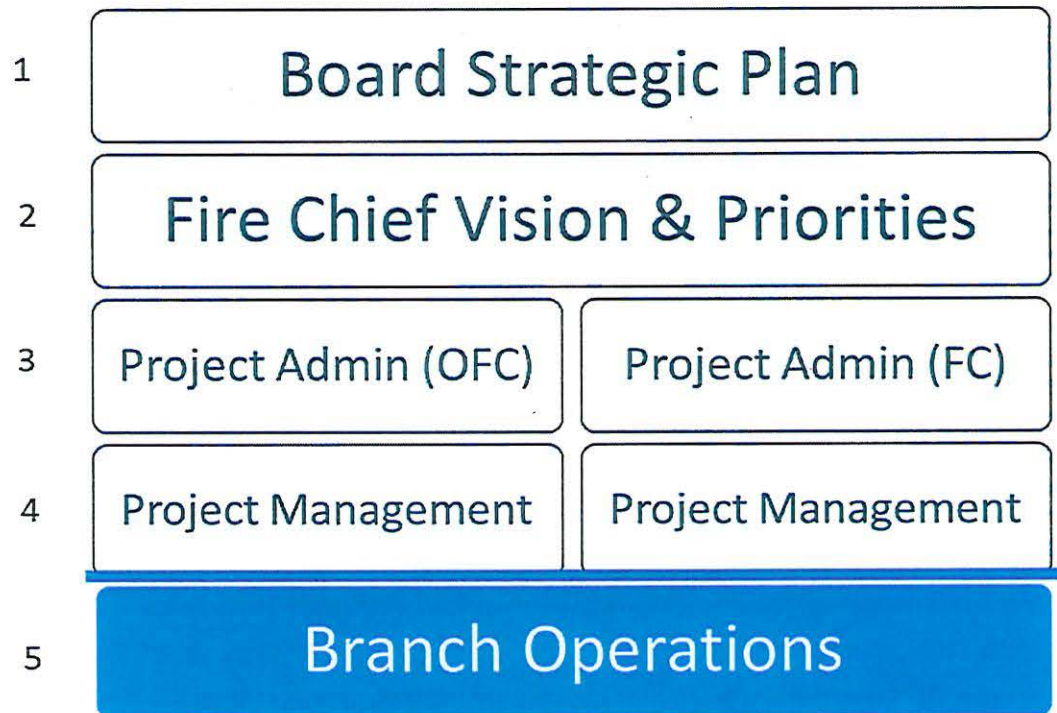 1
Board Strategic Plan
2
Fire Chief Vision & Priorities
3
Project Admin (OFC)
Project Admin (FC)
4
Project Management
Project Management
5
Branch Operations